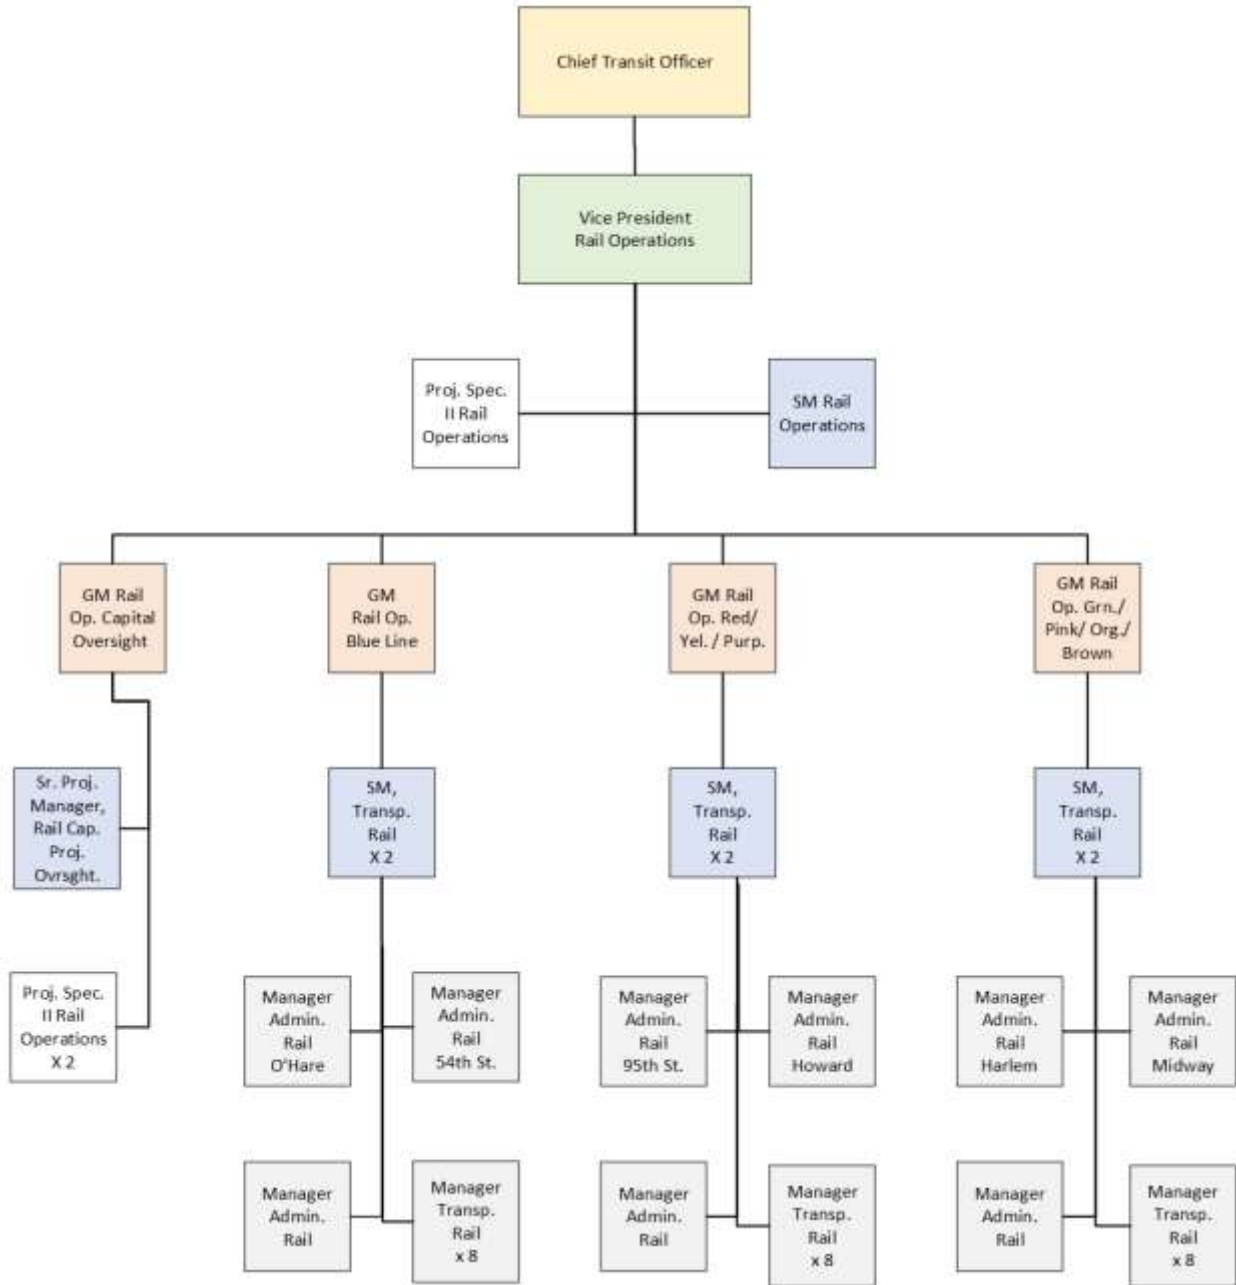 Chief Transit Officer
Vice President
Rail Operations
Proj. Spec.
II Rail
Operations
SM Rail
Operations
GM Rail
Op. Capital
Oversight
GM
Rail Op.
Blue Line
GM Rail
Op. Red/
Yel. / Purp.
GM Rail
Op. Grn./
Pink/ Org./
Brown
Sr. Proj.
Manager,
Rail Cap.
Proj.
Ovrsght.
SM,
Transp.
Rail
X 2
SM,
Transp.
Rail
X 2
SM,
Transp.
Rail
X 2
Proj. Spec.
II Rail
Operations
X 2
Manager
Admin.
Rail
O'Hare
Manager
Admin.
Rail
54th St.
Manager
Admin.
Rail
95th St.
Manager
Admin.
Rail
Howard
Manager
Admin.
Rail
Harlem
Manager
Admin.
Rail
Midway
Manager
Admin.
Rail
Manager
Transp.
Rail
x 8
Manager
Admin.
Rail
Manager
Transp.
Rail
x 8
Manager
Admin.
Rail
Manager
Transp.
Rail
x 8